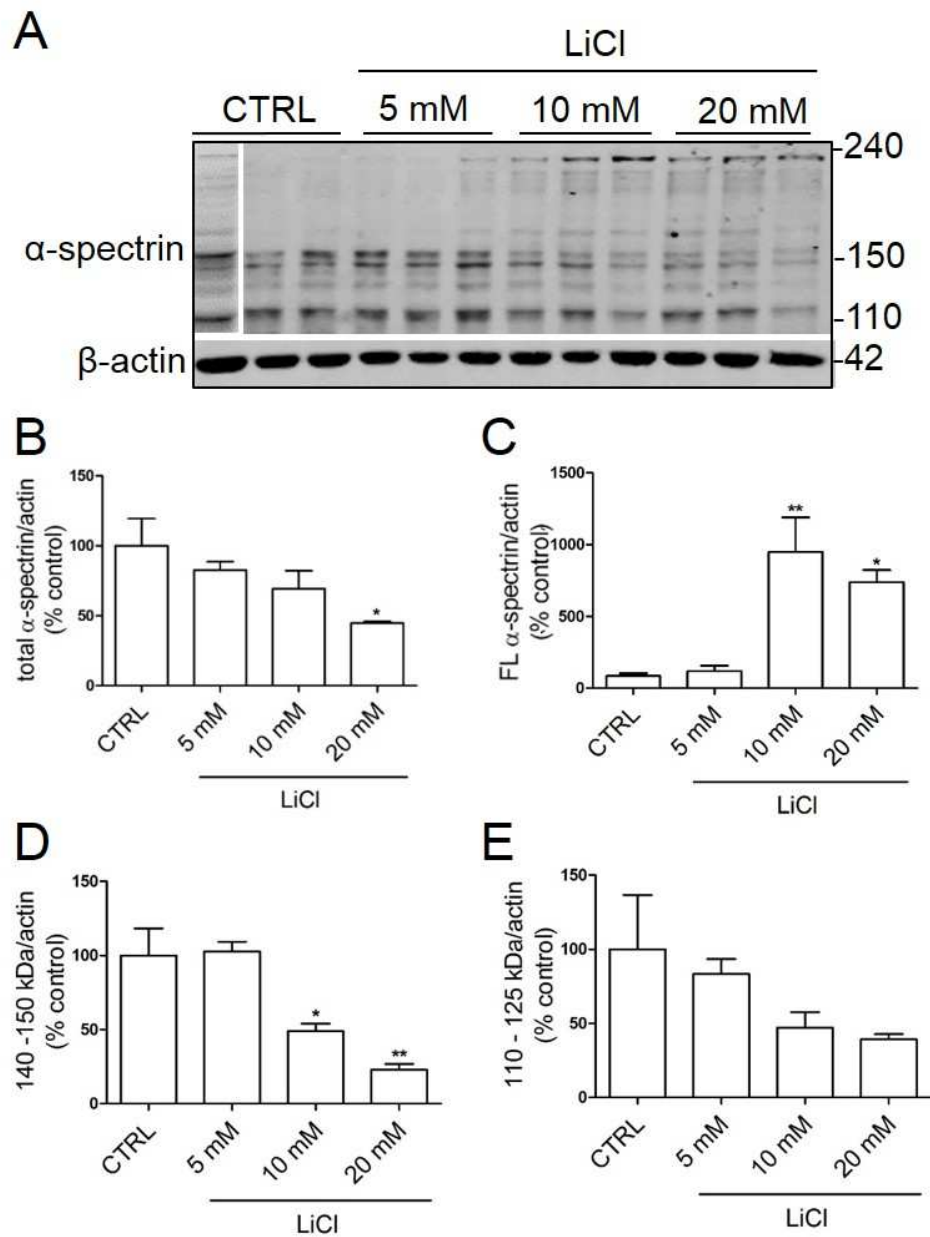 A
LiCl
CTRL 5 mM 10 mM 20 mM
-240
α-spectrin
-150
-110
β-actin
-42
B
total α-spectrin/actin
(% control)
150
100
50
0
*
CTRL
5 mM
10 mM
20 mM
LiCl
C
FL α-spectrin/actin
(% control)
1500
1000
500
0
**
*
CTRL
5 mM
10 mM
20 mM
LiCl
D
140 -150 kDa/actin
(% control)
150
100
50
0
*
**
CTRL
5 mM
10 mM
20 mM
LiCl
E
110 - 125 kDa/actin
(% control)
150
100
50
0
CTRL
5 mM
10 mM
20 mM
LiCl